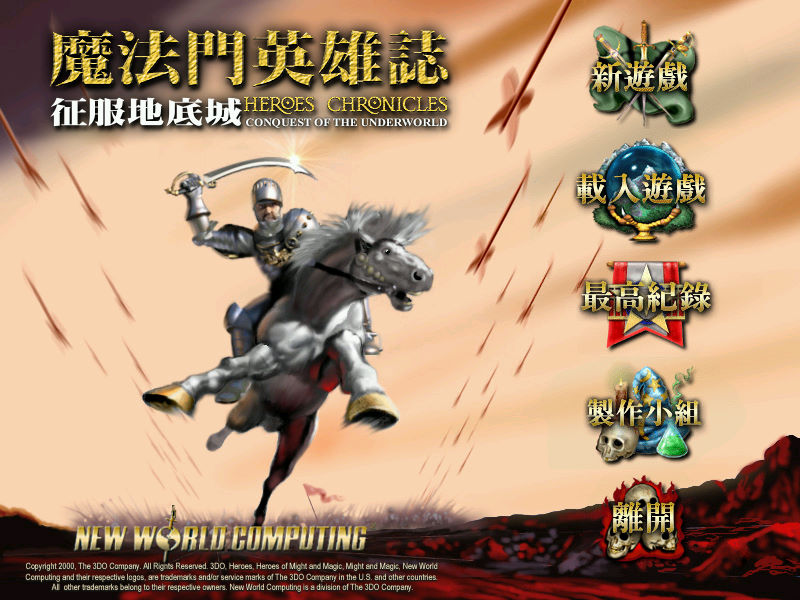 魔法門英雄誌
征服地底城 HEROES CHRONICLES
CONQUEST OF THE UNDERWORLD
新遊戲
載入遊戲
最高紀錄
製作小組
離開
NEW WORLD COMPUTING
Copyright 2000, The 3DO Company. All Rights Reserved. 3DO, Heroes, Heroes of Might and Magic, Might and Magic, New World
Computing and their respective logos, are trademarks and/or service marks of The 3DO Company in the U.S. and other countries.
All other trademarks belong to their respective owners. New World Computing is a division of The 3DO Company.